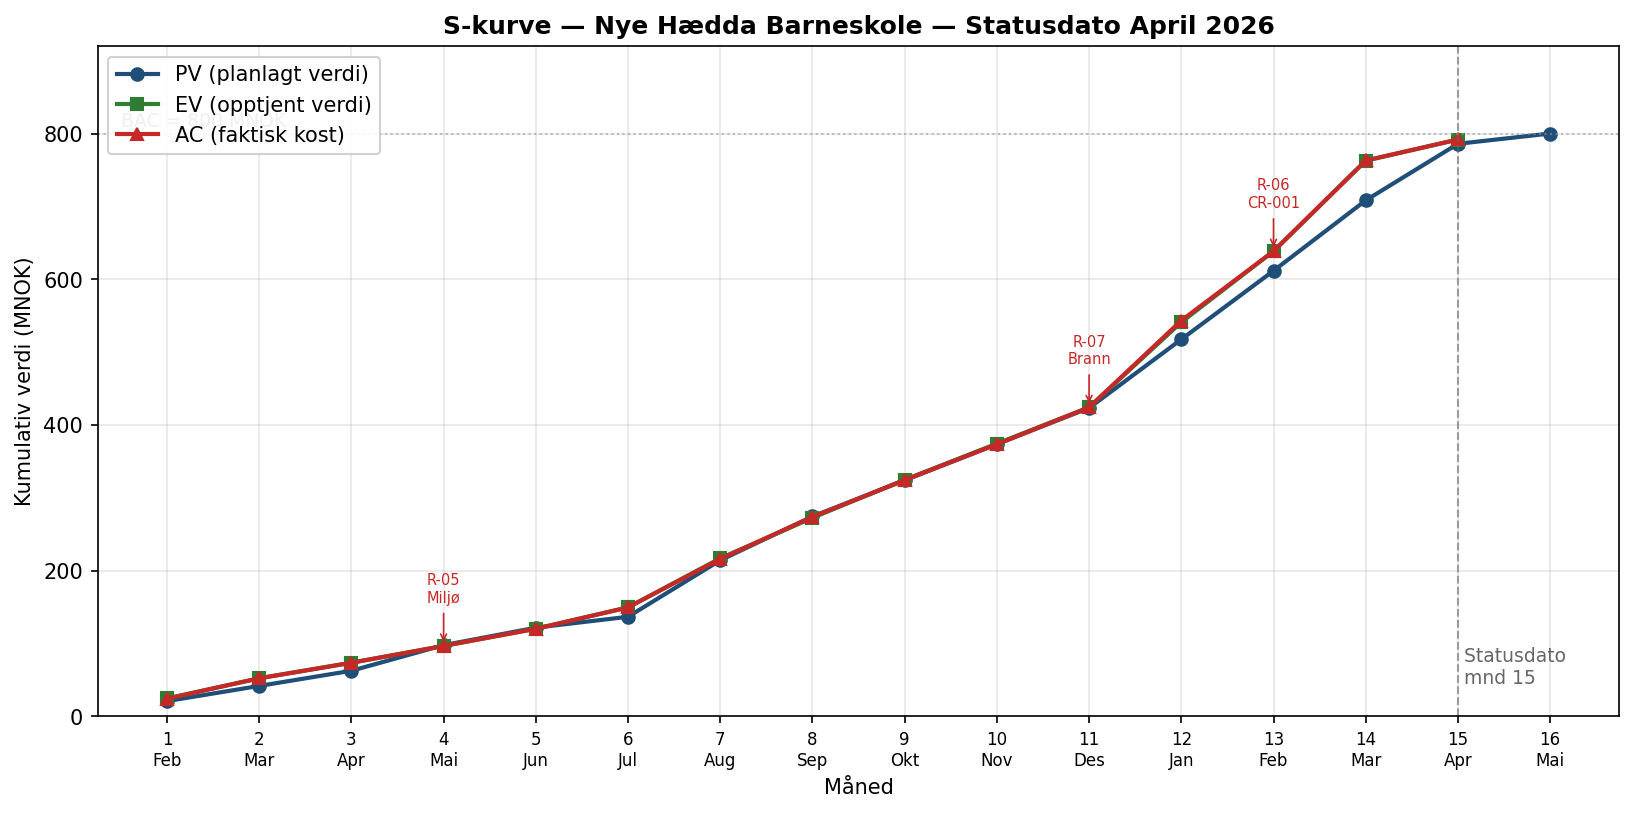 S-kurve — Nye Hædda Barneskole — Statusdato April 2026
PV (planlagt verdi)
EV (opptjent verdi)
AC (faktisk kost)
BAC = 800 MNOK
Kumulativ verdi (MNOK)
800
600
400
200
0
R-05
Miljø
R-07
Brann
R-06
CR-001
Statusdato
mnd 15
1
Feb
2
Mar
3
Apr
4
Mai
5
Jun
6
Jul
7
Aug
8
Sep
9
Okt
10
Nov
11
Des
12
Jan
13
Feb
14
Mar
15
Apr
16
Mai
Måned